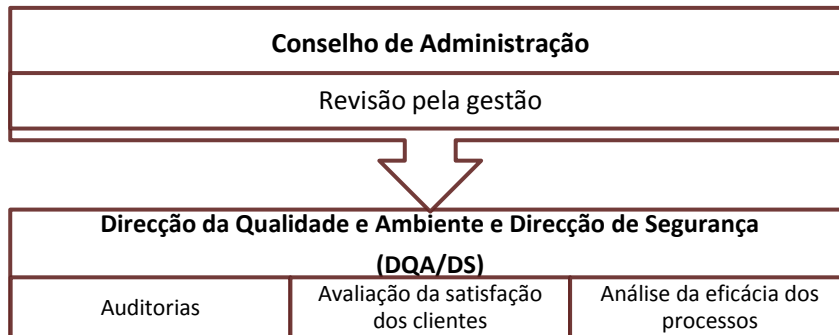 Conselho de Administração
Revisão pela gestão
Direcção da Qualidade e Ambiente e Direcção de Segurança
(DQA/DS)
Auditorias
Avaliação da satisfação
dos clientes
Análise da eficácia dos
processos